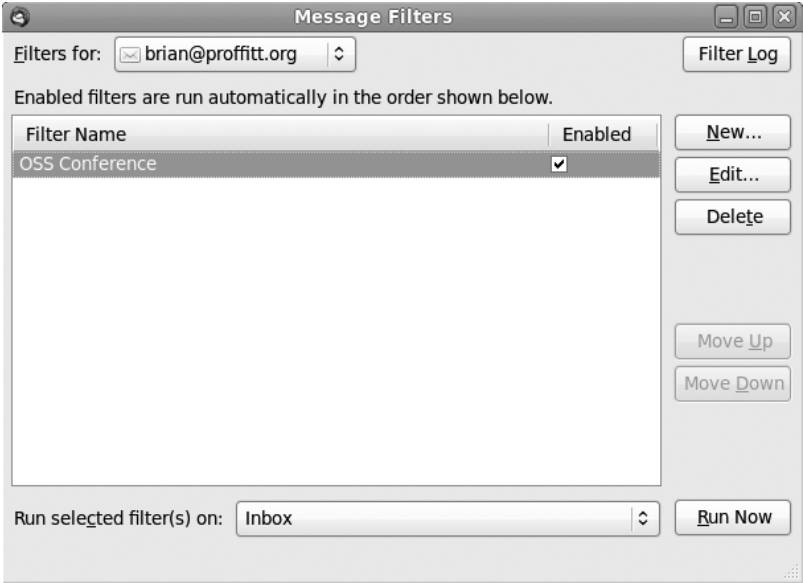 Message Filters
Filters for: brian@proffitt.org
Filter Log
Enabled filters are run automatically in the order shown below.
Filter Name Enabled
OSS Conference
New...
Edit...
Delete
Move Up
Move Down
Run selected filter(s) on: Inbox
Run Now